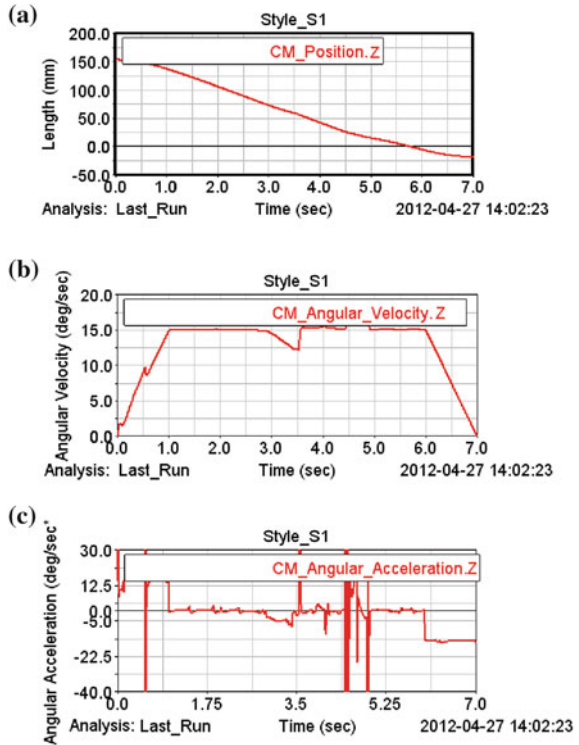 (a)
Style_S1
CM_Position.Z
Length (mm)
200.0
150.0
100.0
50.0
0.0
-50.0
0.0 1.0 2.0 3.0 4.0 5.0 6.0 7.0
Analysis: Last_Run Time (sec) 2012-04-27 14:02:23
(b)
Style_S1
CM_Angular_Velocity.Z
Angular Velocity (deg/sec)
20.0
15.0
10.0
5.0
0.0
0.0 1.0 2.0 3.0 4.0 5.0 6.0 7.0
Analysis: Last_Run Time (sec) 2012-04-27 14:02:23
(c)
Style_S1
CM_Angular_Acceleration.Z
Angular Acceleration (deg/sec*
30.0
12.5
0.0
-5.0
-22.5
-40.0
0.0 1.75 3.5 5.25 7.0
Analysis: Last_Run Time (sec) 2012-04-27 14:02:23